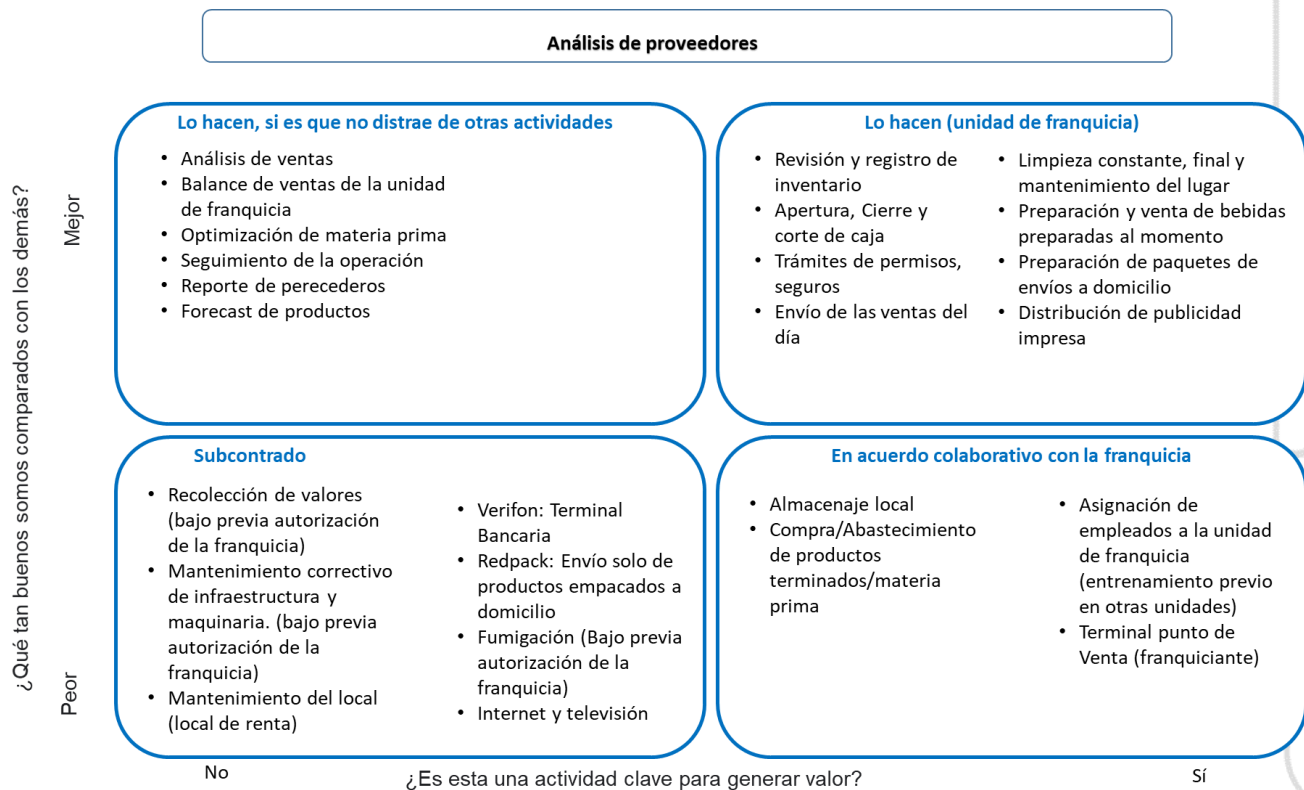 Análisis de proveedores
¿Qué tan buenos somos comparados con los demás?
Mejor
Peor
Lo hacen, si es que no distrae de otras actividades
• Análisis de ventas
• Balance de ventas de la unidad
de franquicia
• Optimización de materia prima
• Seguimiento de la operación
• Reporte de perecederos
• Forecast de productos
Lo hacen (unidad de franquicia)
• Revisión y registro de
inventario
• Apertura, Cierre y
corte de caja
• Trámites de permisos,
seguros
• Envío de las ventas del
día
• Limpieza constante, final y
mantenimiento del lugar
• Preparación y venta de bebidas
preparadas al momento
• Preparación de paquetes de
envíos a domicilio
• Distribución de publicidad
impresa
Subcontrado
• Recolección de valores
(bajo previa autorización
de la franquicia)
• Mantenimiento correctivo
de infraestructura y
maquinaria. (bajo previa
autorización de la
franquicia)
• Mantenimiento del local
(local de renta)
• Verifon: Terminal
Bancaria
• Redpack: Envío solo de
productos empacados a
domicilio
• Fumigación (Bajo previa
autorización de la
franquicia)
• Internet y televisión
En acuerdo colaborativo con la franquicia
• Almacenaje local
• Compra/Abastecimiento
de productos
terminados/materia
prima
• Asignación de
empleados a la unidad
de franquicia
(entrenamiento previo
en otras unidades)
• Terminal punto de
Venta (franquiciante)
No
¿Es esta una actividad clave para generar valor?
Sí